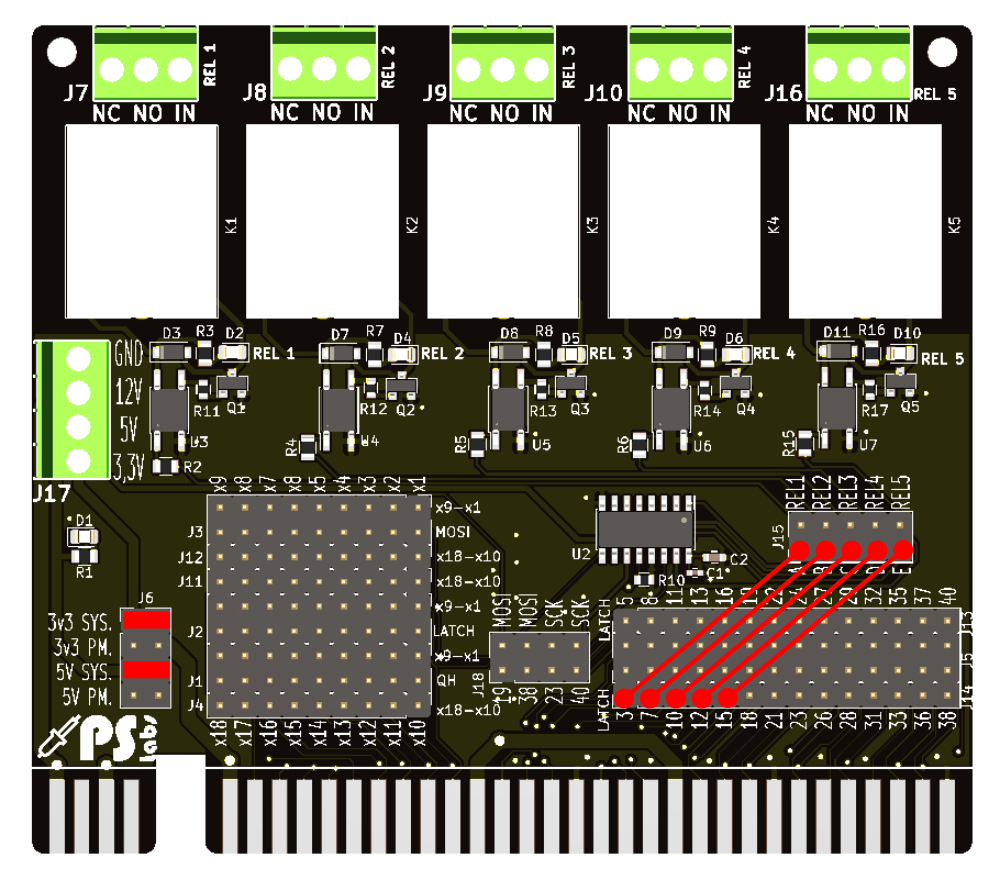 J7 REL 1 J8 REL 2 J9 REL 3 J10 REL 4 J16 REL 5
NC NO IN NC NO IN NC NO IN NC NO IN NC NO IN
K1 K2 K3 K4 K5
D3 R3 D2 D7 R7 D4 D8 R8 D5 D9 R9 D6 D11 R16 D10
REL 1 REL 2 REL 3 REL 4 REL 5
R11 Q1 R12 Q2 R13 Q3 R14 Q4 R17 Q5
U3 R4 U4 R5 U5 R6 U6 R15 U7
R2
GND
12V
5V
3,3V
J17
D1
R1
x9 x8 x7 x8 x5 x4 x3 x2 x1
x9-x1
J3 MOSI
J12 x18-x10
J11
x9-x1
J2 LATCH
x9-x1
J1 QH
J4 x18-x10
x18 x17 x16 x15 x14 x13 x12 x11 x10
U2 R10 C1 C2
REL1 REL2 REL3 REL4 REL5
J15
J6
3v3 SYS.
3v3 PM.
5V SYS.
5V PM.
PS
lab
MOSI MOSI SCK SCK
J18
19 38 23 40
LATCH 5 8 11 13 16 29 32 35 37 40
J13
J5
J14
LATCH 3 7 10 12 15 18 21 23 26 28 31 33 36 38